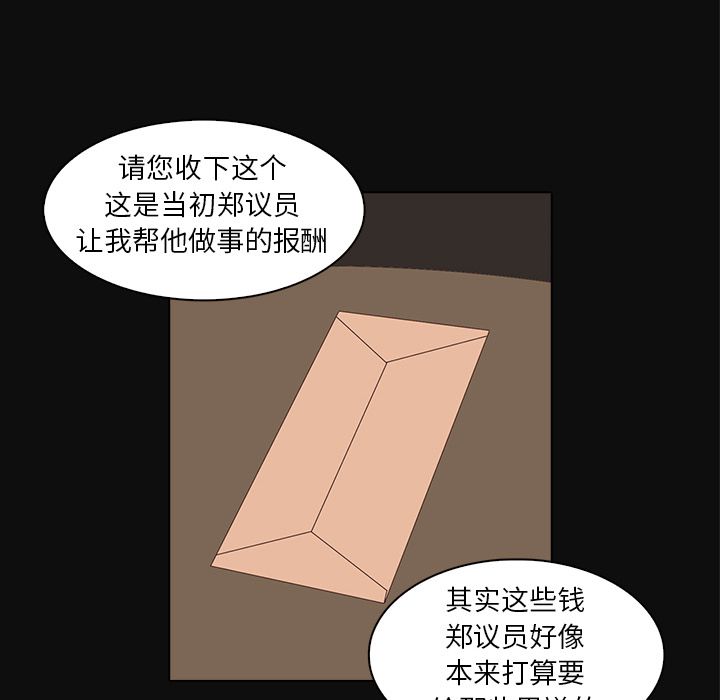 请您收下这个
这是当初郑议员
让我帮他做事的报酬
其实这些钱
郑议员好像
本来打算要